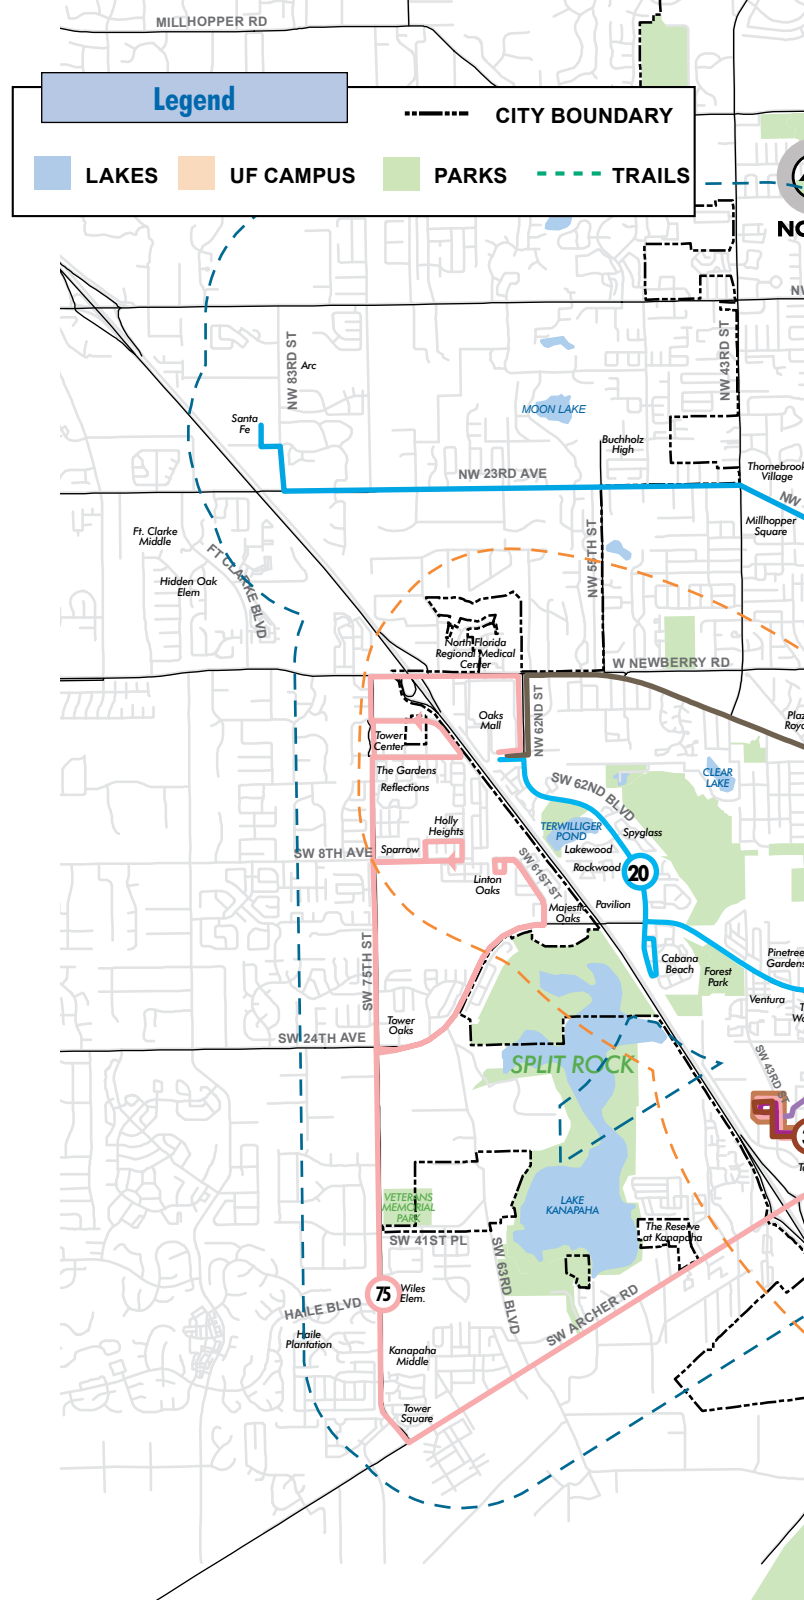 MILLHOPPER RD
Legend
CITY BOUNDARY
LAKES
UF CAMPUS
PARKS
TRAILS
NW 83RD ST
Arc
NW 43RD ST
Santa
Fe
MOON LAKE
Buchholz
High
NW 23RD AVE
Thornebrook
Village
NW
Millhopper
Square
Ft. Clarke
Middle
FT CLARKE BLVD
Hidden Oak
Elem
NW 55TH ST
North Florida
Regional Medical
Center
W NEWBERRY RD
Oaks
Mall
NW 62ND ST
Tower
Center
The Gardens
Reflections
CLEAR
LAKE
SW 62ND BLVD
Holly
Heights
TERWILLIGER
POND
Spyglass
Lakewood
SW 8TH AVE
Sparrow
SW 61ST ST
Rockwood
20
Linton
Oaks
Majestic
Oaks
Pavilion
SW 75TH ST
Cabana
Beach
Forest
Park
Pinetree
Gardens
Ventura
Tower
Oaks
SW 24TH AVE
SPLIT ROCK
SW 43RD ST
VETERANS
MEMORIAL
PARK
LAKE
KANAPAHA
The Reserve
at Kanapaha
SW 41ST PL
SW 63RD BLVD
75
Wiles
Elem.
HAILE BLVD
Haile
Plantation
SW ARCHER RD
Kanapaha
Middle
Tower
Square